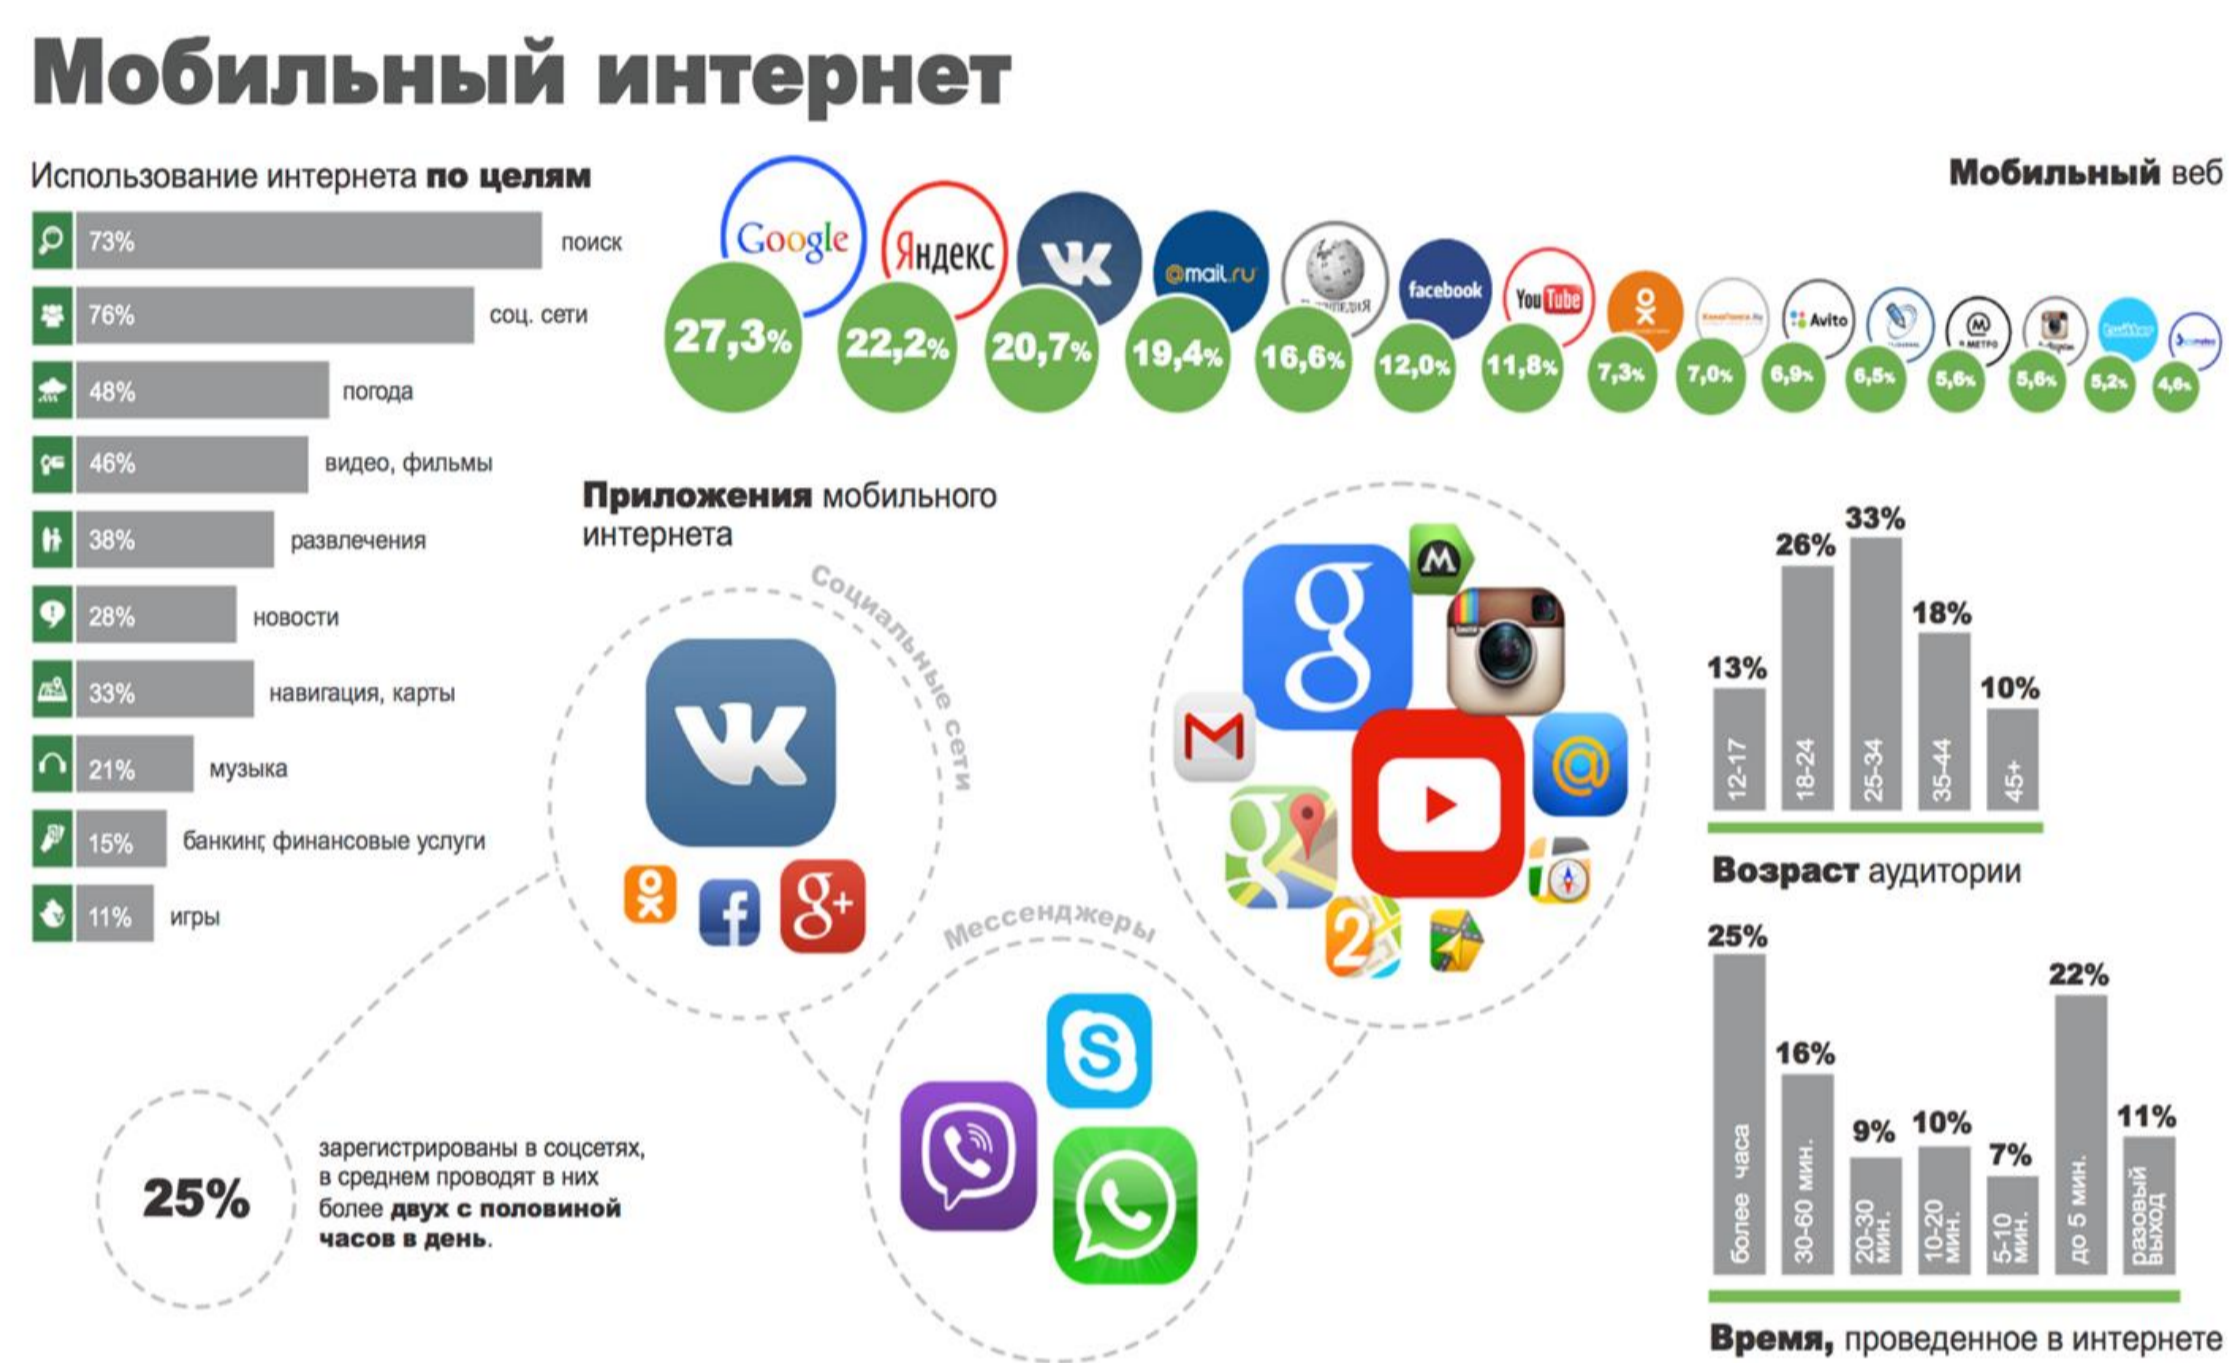 Мобильный интернет
Использование интернета по целям
73%
поиск
76%
соц. сети
48%
погода
46%
видео, фильмы
38%
развлечения
28%
новости
33%
навигация, карты
21%
музыка
15%
банкинг, финансовые услуги
11%
игры
Мобильный веб
Google
Яндекс
@mail.ru
facebook
You Tube
Avito
МЕТРО
twitter
27,3%
22,2%
20,7%
19,4%
16,6%
12,0%
11,8%
7,3%
7,0%
6,9%
6,5%
5,6%
5,6%
5,2%
4,6%
Приложения мобильного
интернета
Социальные сети
g+
Мессенджеры
25%
зарегистрированы в соцсетях,
в среднем проводят в них
более двух с половиной
часов в день.
13%
26%
33%
18%
10%
12-17
18-24
25-34
35-44
45+
Возраст аудитории
25%
16%
9%
10%
7%
22%
11%
более часа
30-60 мин.
20-30
мин.
10-20
мин.
5-10
мин.
до 5 мин.
разовый
выход
Время, проведенное в интернете